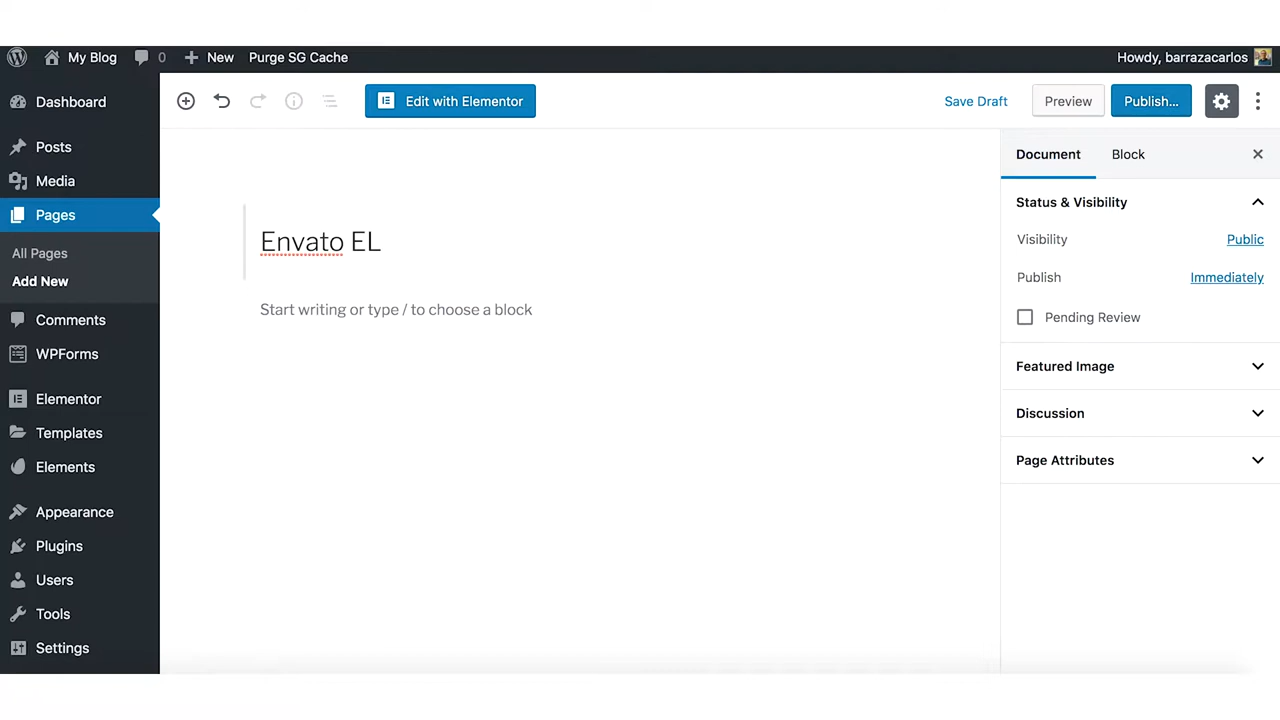 My Blog 0 New Purge SG Cache Howdy, barrazacarlos
Dashboard
Posts
Media
Pages
All Pages
Add New
Comments
WPForms
Elementor
Templates
Elements
Appearance
Plugins
Users
Tools
Settings
Edit with Elementor Save Draft Preview Publish...
Envato EL
Start writing or type / to choose a block
Document Block
Status & Visibility
Visibility Public
Publish Immediately
Pending Review
Featured Image
Discussion
Page Attributes